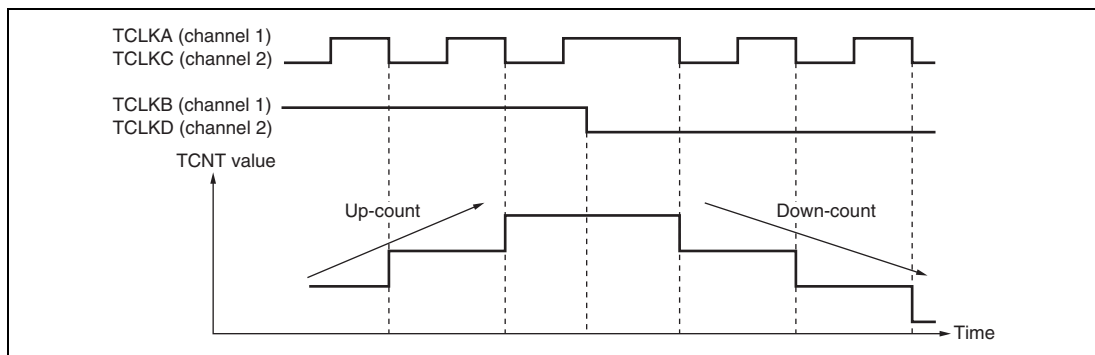 TCLKA (channel 1)
TCLKC (channel 2)
TCLKB (channel 1)
TCLKD (channel 2)
TCNT value
Up-count
Down-count
Time